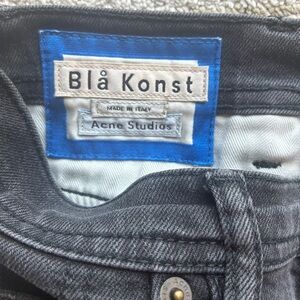 Blå Konst
MADE IN ITALY
Acne Studios